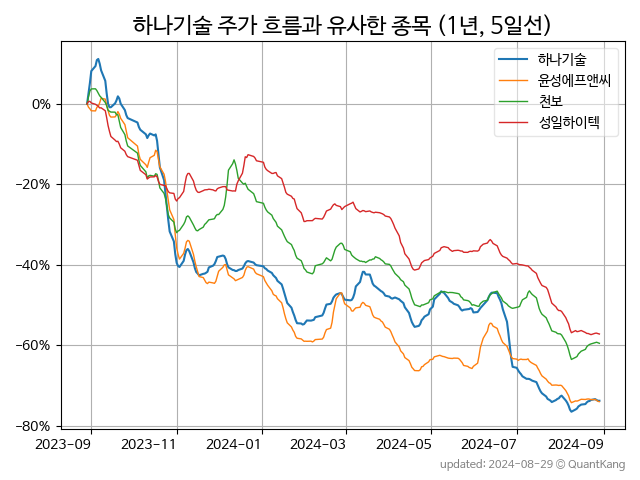 하나기술 주가 흐름과 유사한 종목 (1년, 5일선)
하나기술
윤성에프앤씨
천보
성일하이텍
0%
−20%
−40%
−60%
−80%
2023-09 2023-11 2024-01 2024-03 2024-05 2024-07 2024-09
updated: 2024-08-29 © QuantKang